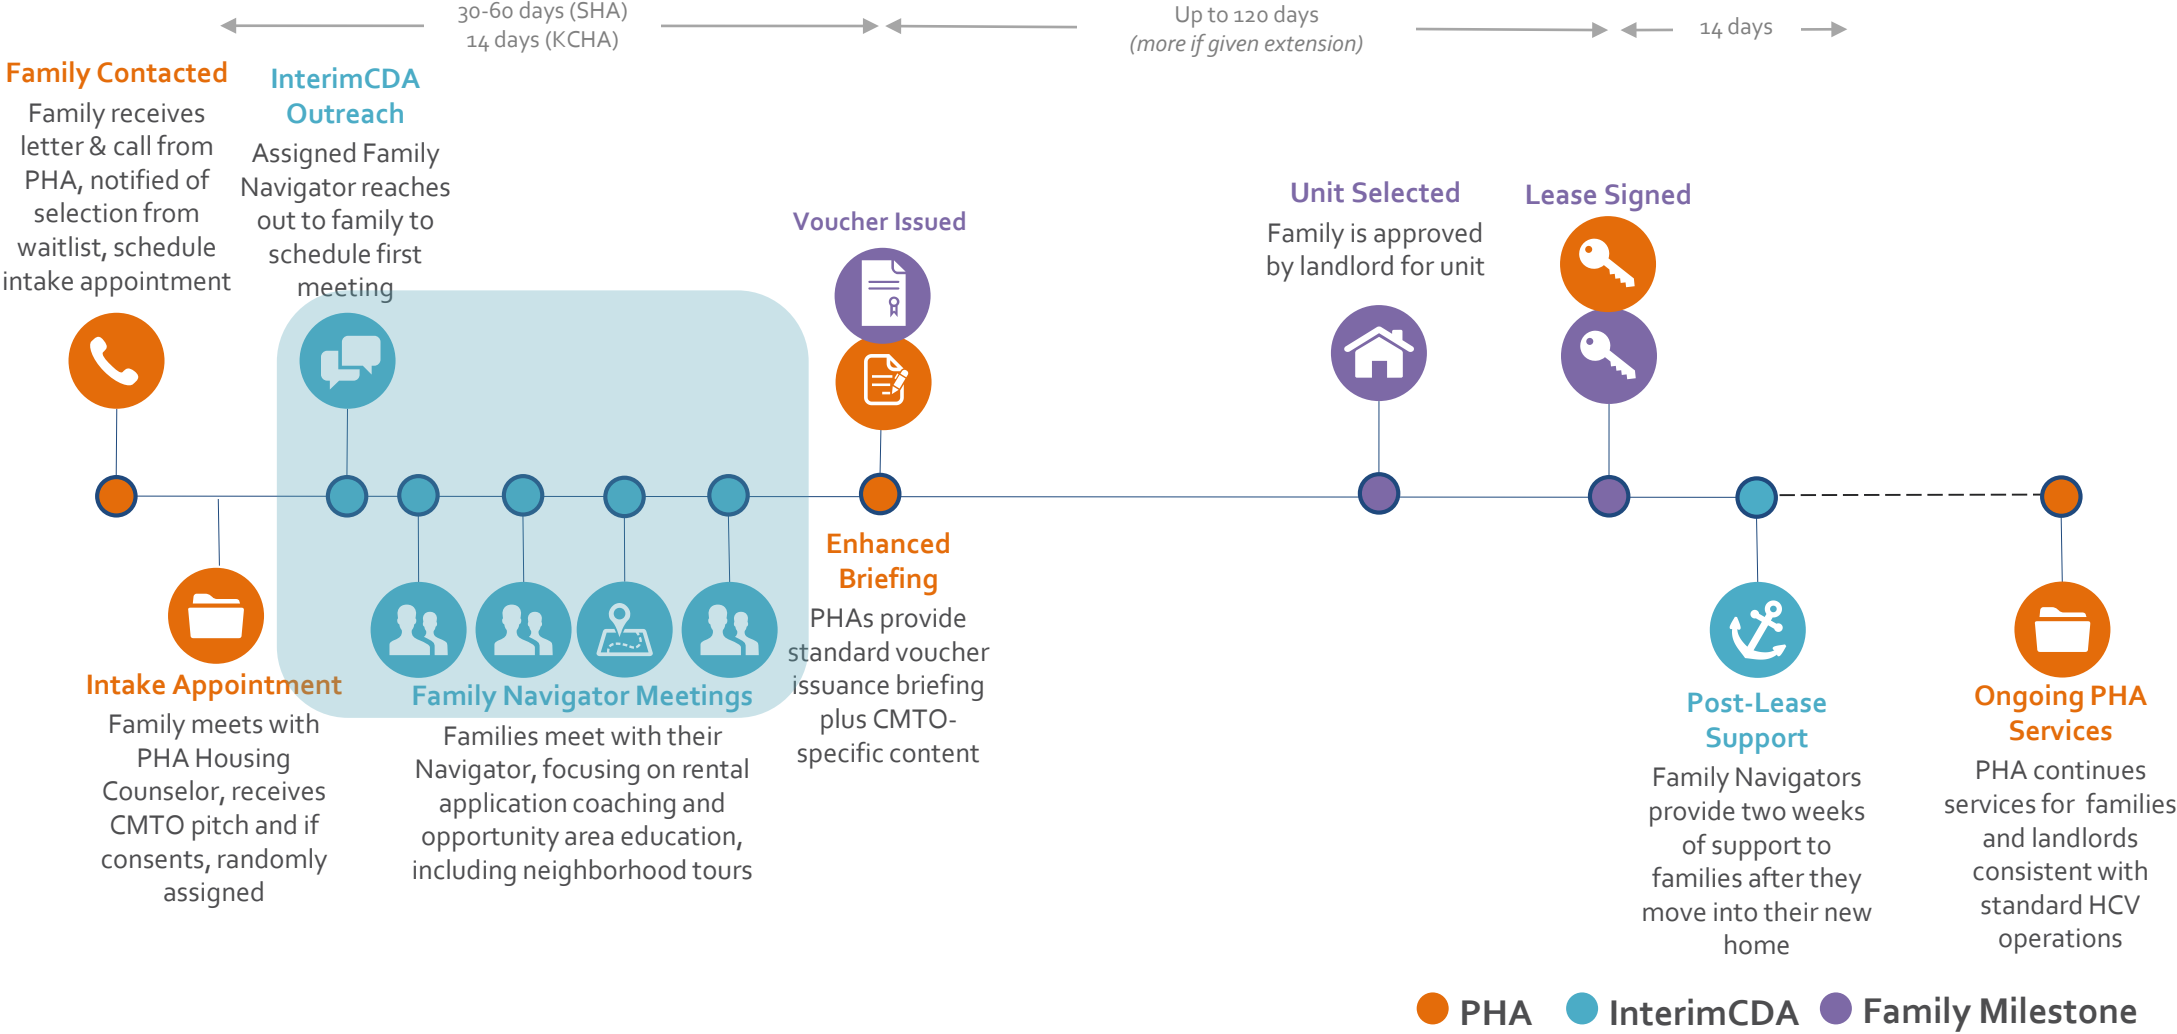 30-60 days (SHA)
14 days (KCHA)
Up to 120 days
(more if given extension)
14 days
Family Contacted
Family receives
letter & call from
PHA, notified of
selection from
waitlist, schedule
intake appointment
InterimCDA
Outreach
Assigned Family
Navigator reaches
out to family to
schedule first
meeting
Voucher Issued
Unit Selected
Family is approved
by landlord for unit
Lease Signed
Intake Appointment
Family meets with
PHA Housing
Counselor, receives
CMTO pitch and if
consents, randomly
assigned
Family Navigator Meetings
Families meet with their
Navigator, focusing on rental
application coaching and
opportunity area education,
including neighborhood tours
Enhanced
Briefing
PHAs provide
standard voucher
issuance briefing
plus CMTO-
specific content
Post-Lease
Support
Family Navigators
provide two weeks
of support to
families after they
move into their new
home
Ongoing PHA
Services
PHA continues
services for families
and landlords
consistent with
standard HCV
operations
PHA
InterimCDA
Family Milestone